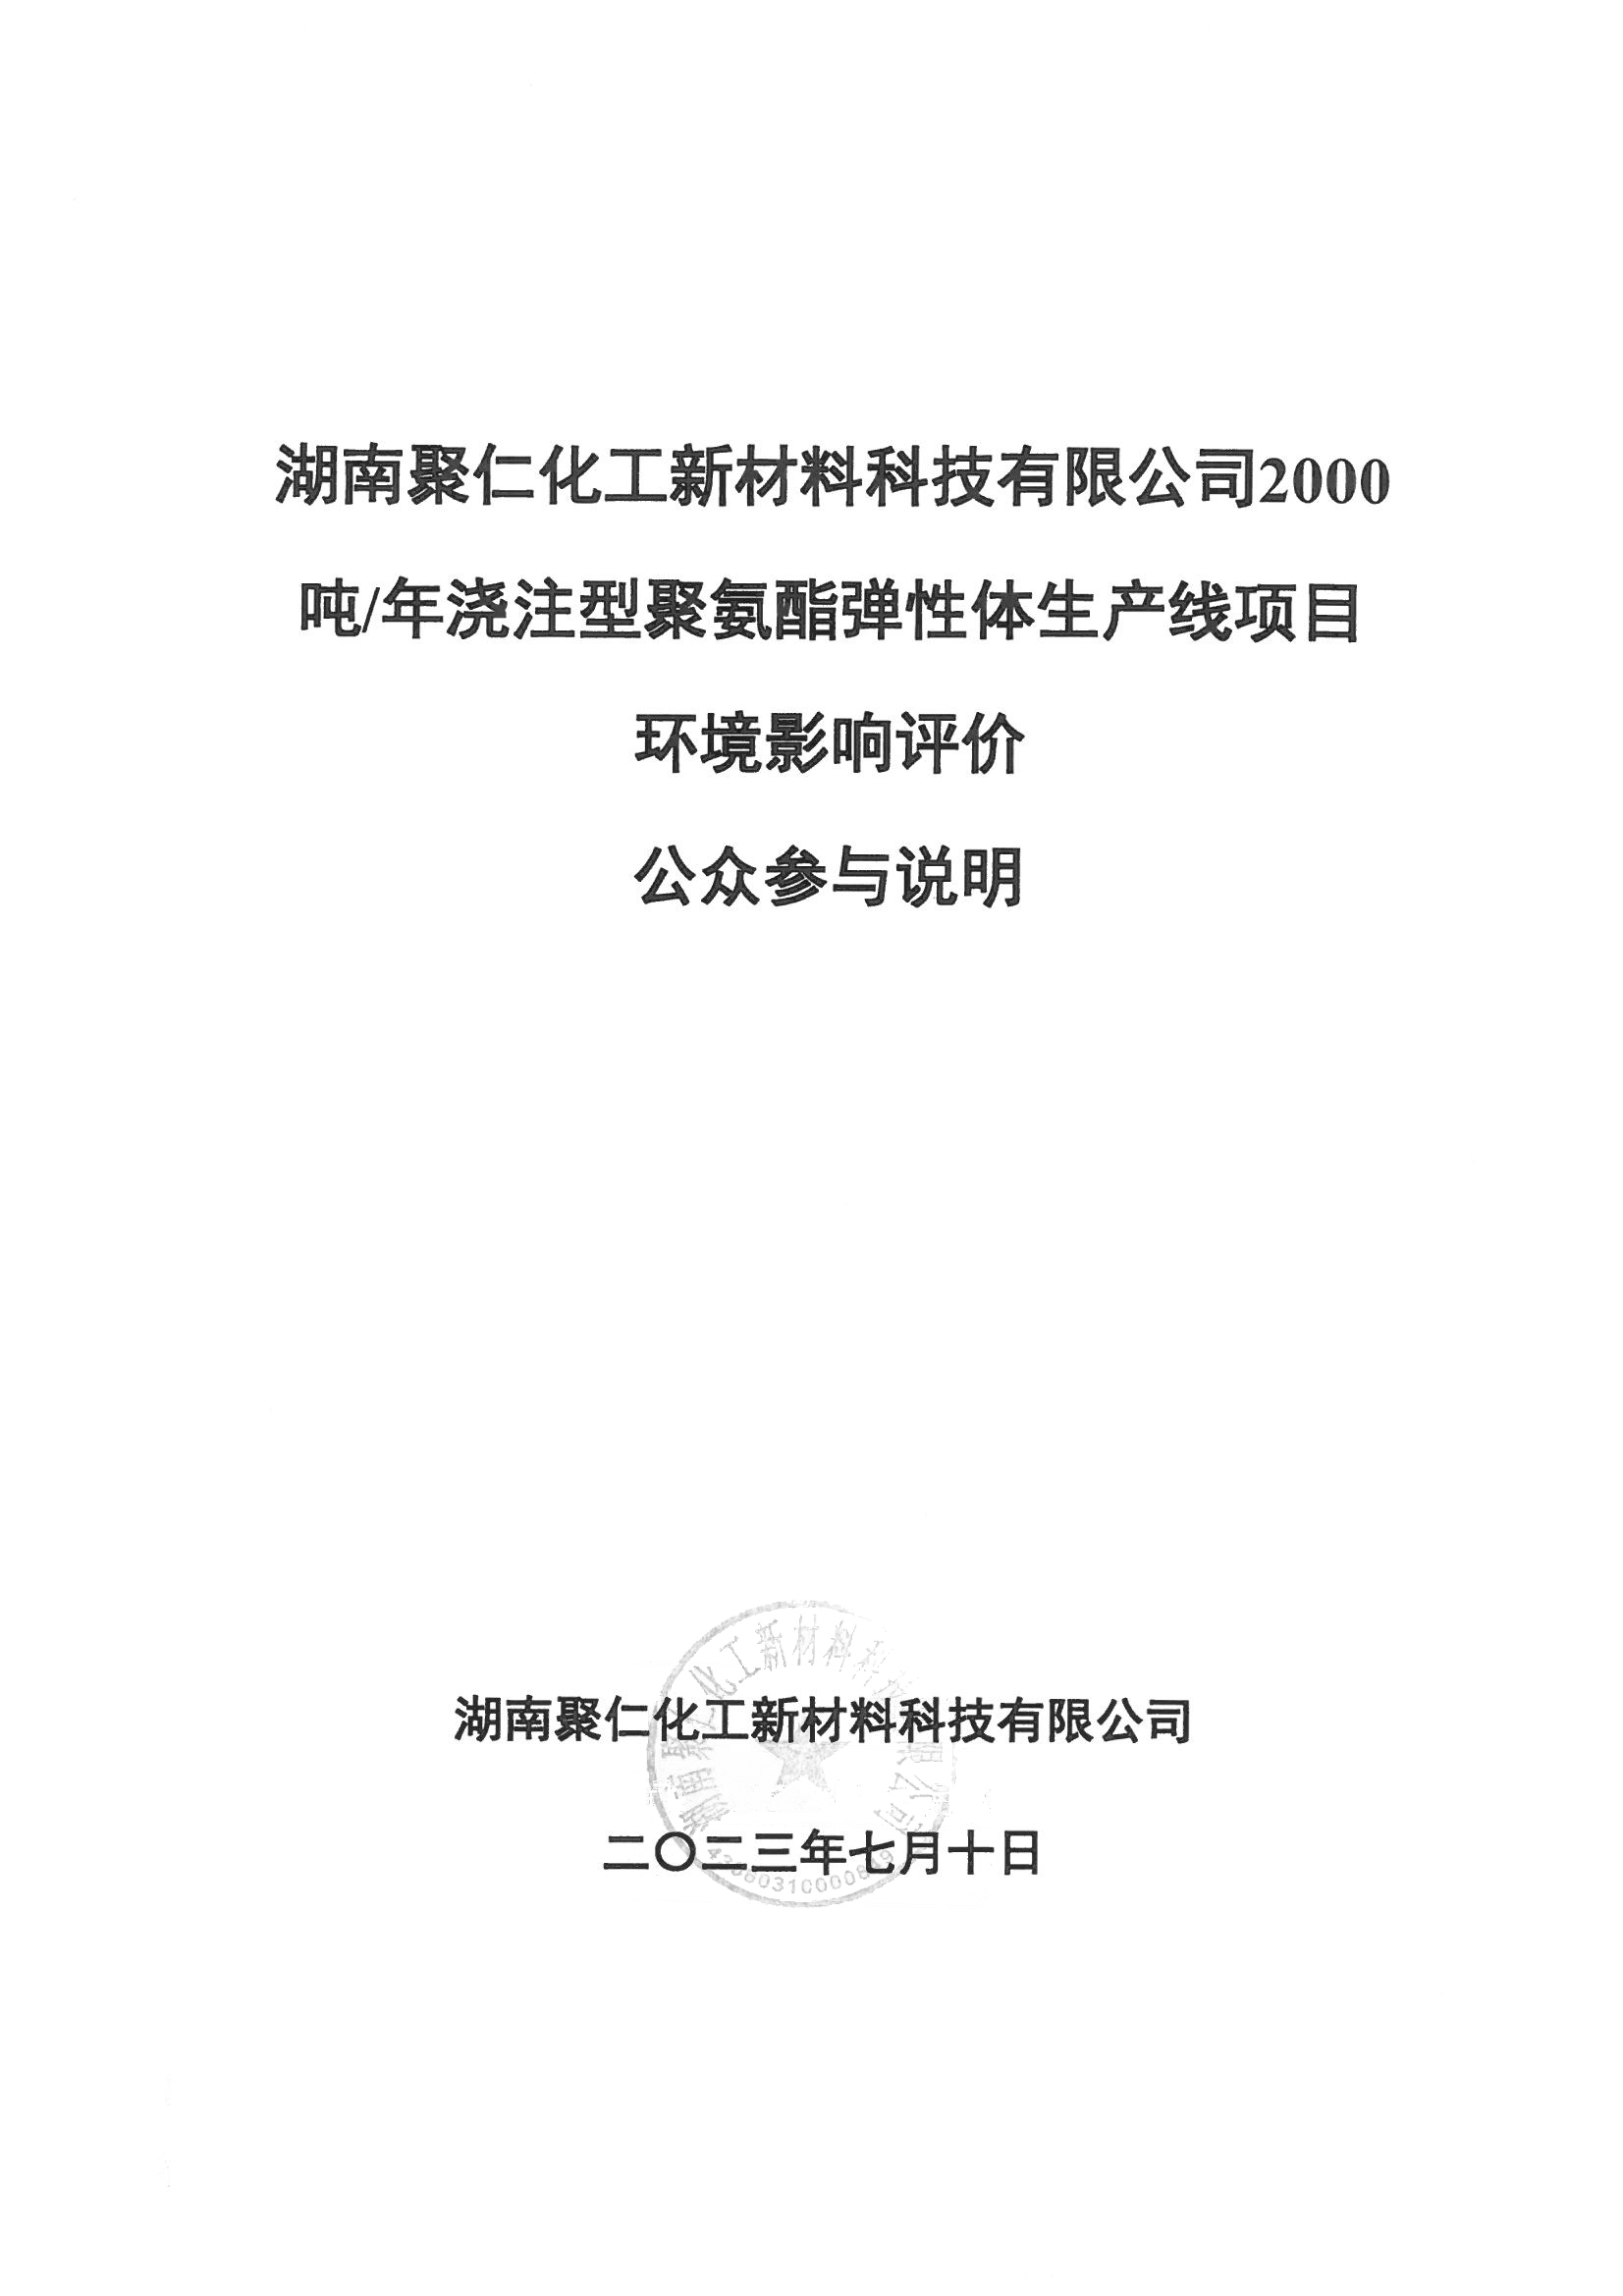 湖南聚仁化工新材料科技有限公司2000
吨/年浇注型聚氨酯弹性体生产线项目
环境影响评价
公众参与说明
湖南聚仁化工新材料科技有限公司
二〇二三年七月十日